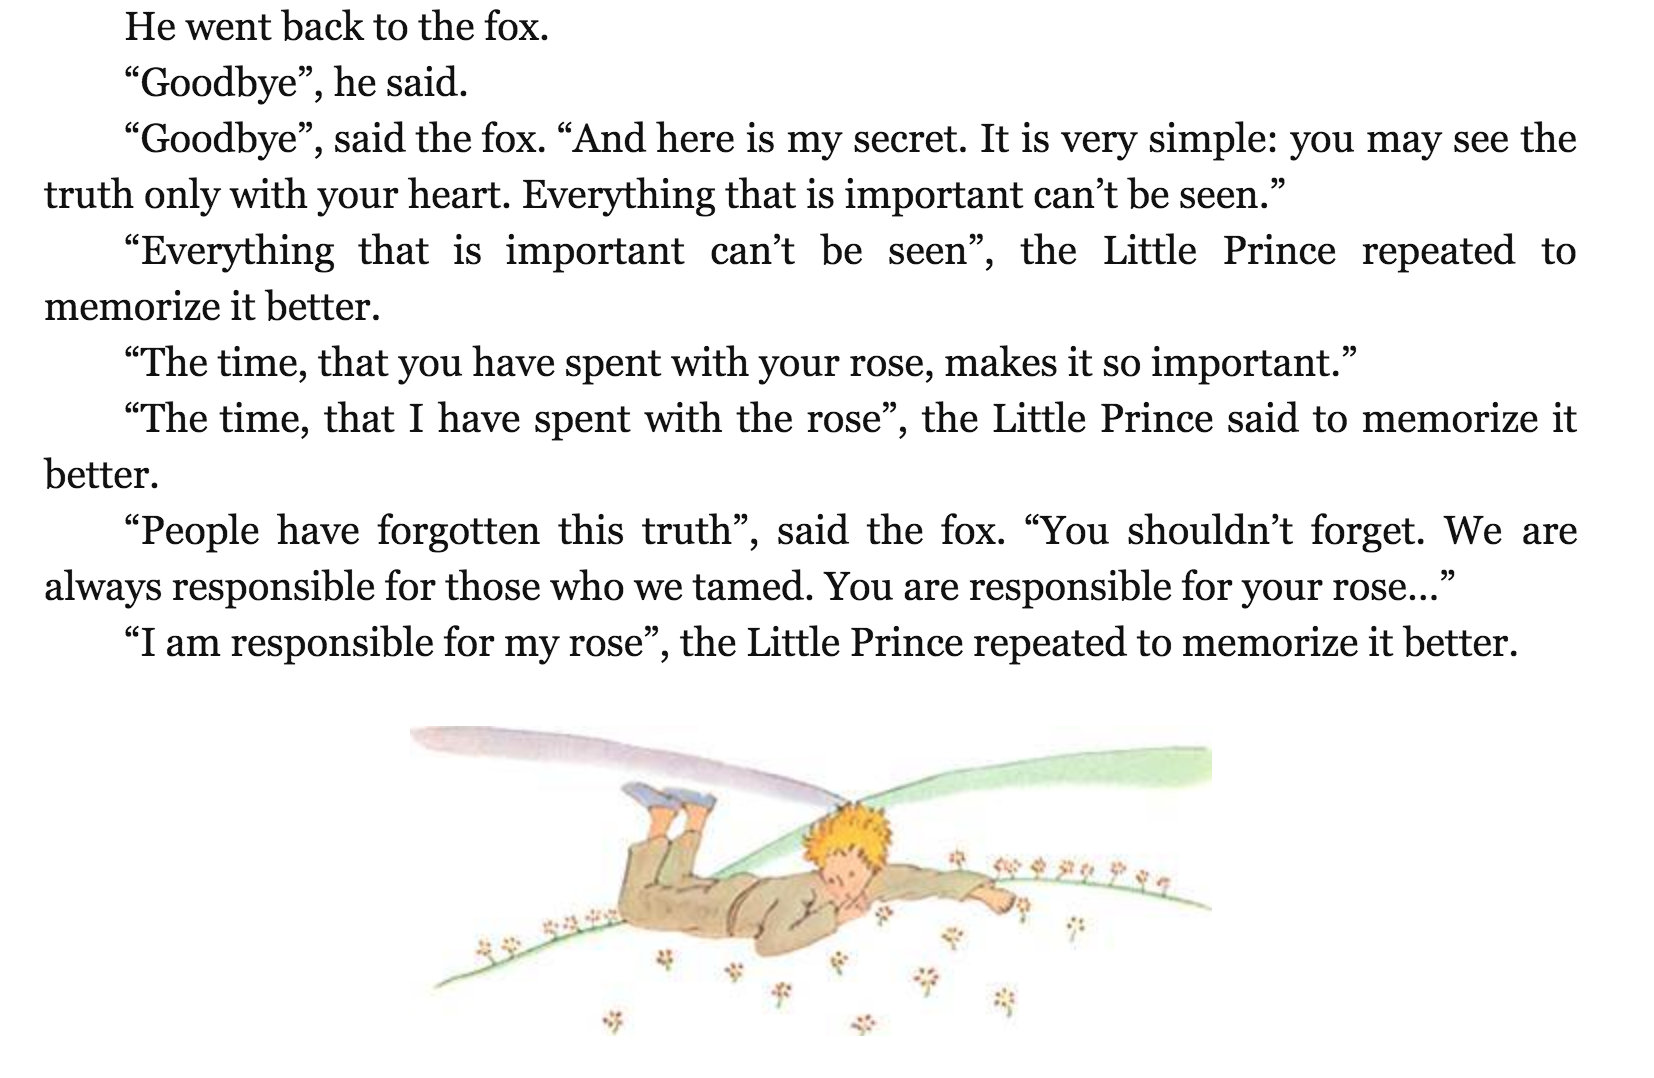 He went back to the fox.
“Goodbye”, he said.
“Goodbye”, said the fox. “And here is my secret. It is very simple: you may see the
truth only with your heart. Everything that is important can’t be seen.”
“Everything that is important can’t be seen”, the Little Prince repeated to
memorize it better.
“The time, that you have spent with your rose, makes it so important.”
“The time, that I have spent with the rose”, the Little Prince said to memorize it
better.
“People have forgotten this truth”, said the fox. “You shouldn’t forget. We are
always responsible for those who we tamed. You are responsible for your rose...”
“I am responsible for my rose”, the Little Prince repeated to memorize it better.